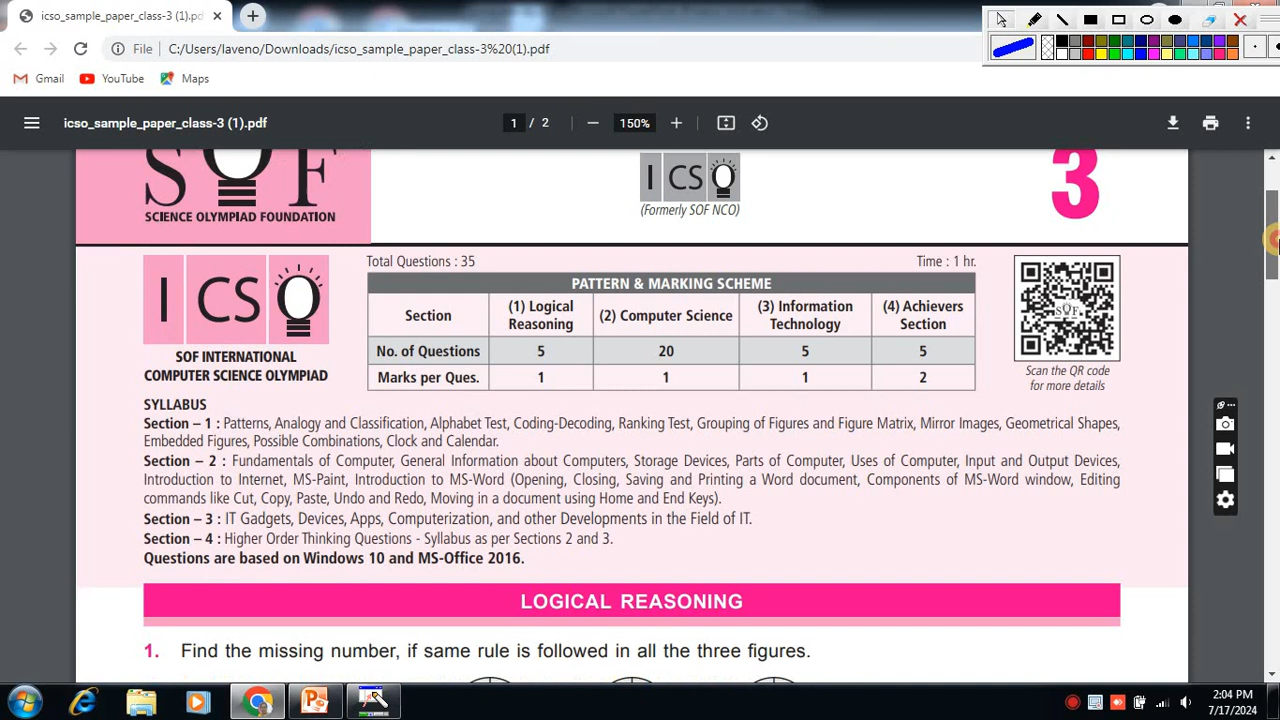 icso_sample_paper_class-3 (1).pd
File C:/Users/laveno/Downloads/icso_sample_paper_class-3%20(1).pdf
Gmail YouTube Maps
icso_sample_paper_class-3 (1).pdf 1 / 2 150%
SOF
SCIENCE OLYMPIAD FOUNDATION
ICSO
(Formerly SOF NCO)
3
ICSO
SOF INTERNATIONAL
COMPUTER SCIENCE OLYMPIAD
Total Questions : 35 Time : 1 hr.
PATTERN & MARKING SCHEME
Section (1) Logical Reasoning (2) Computer Science (3) Information Technology (4) Achievers Section
No. of Questions 5 20 5 5
Marks per Ques. 1 1 1 2
SOF
Scan the QR code
for more details
SYLLABUS
Section – 1 : Patterns, Analogy and Classification, Alphabet Test, Coding-Decoding, Ranking Test, Grouping of Figures and Figure Matrix, Mirror Images, Geometrical Shapes,
Embedded Figures, Possible Combinations, Clock and Calendar.
Section – 2 : Fundamentals of Computer, General Information about Computers, Storage Devices, Parts of Computer, Uses of Computer, Input and Output Devices,
Introduction to Internet, MS-Paint, Introduction to MS-Word (Opening, Closing, Saving and Printing a Word document, Components of MS-Word window, Editing
commands like Cut, Copy, Paste, Undo and Redo, Moving in a document using Home and End Keys).
Section – 3 : IT Gadgets, Devices, Apps, Computerization, and other Developments in the Field of IT.
Section – 4 : Higher Order Thinking Questions - Syllabus as per Sections 2 and 3.
Questions are based on Windows 10 and MS-Office 2016.
LOGICAL REASONING
1. Find the missing number, if same rule is followed in all the three figures.
2:04 PM
7/17/2024